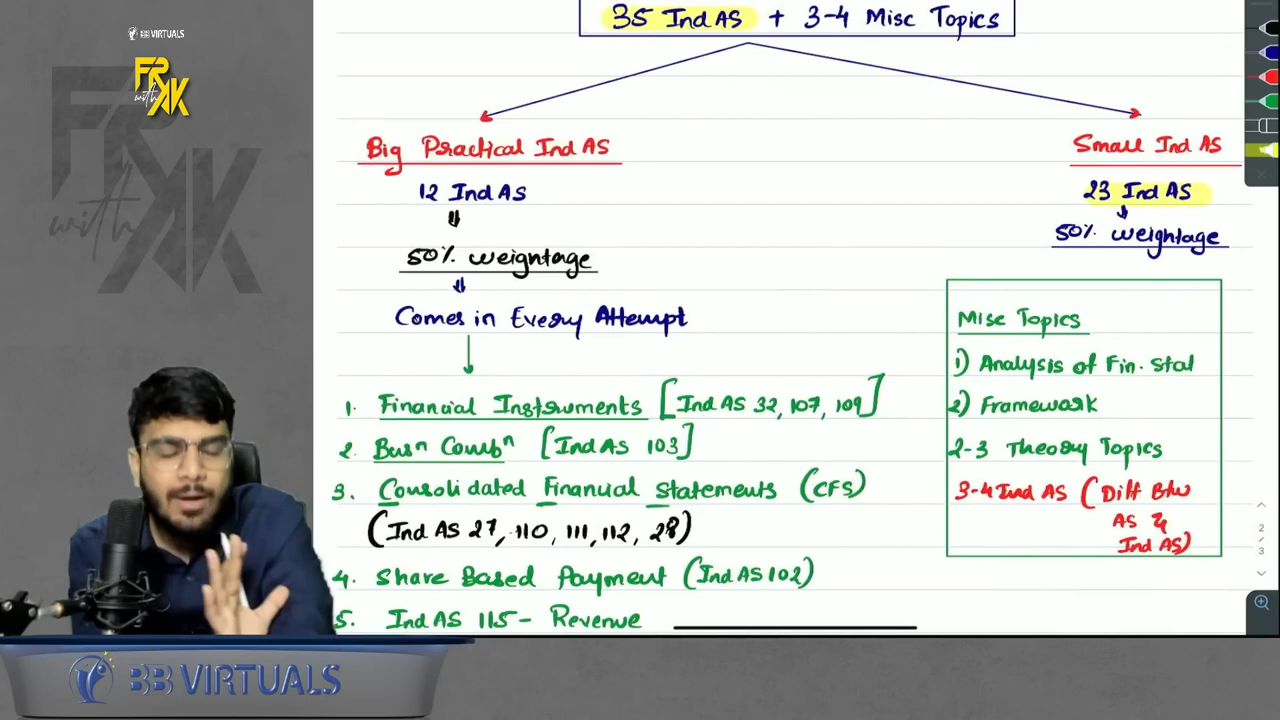 BB VIRTUALS
FR
with
AK
FR
with
AK
35 Ind AS + 3-4 Misc Topics
Big Practical Ind AS
12 Ind AS
50% weightage
Comes in Every Attempt
1. Financial Instruments [Ind AS 32, 107, 109]
2. Busn Combn [Ind As 103]
3. Consolidated Financial Statements (CFS)
(Ind AS 27, 110, 111, 112, 28)
4. Share Based Payment (Ind AS 102)
5. Ind AS 115 - Revenue
Small Ind AS
23 Ind AS
50% weightage
Misc Topics
1) Analysis of Fin. Stat
2) Framework
2-3 Theory Topics
3-4 Ind AS (Diff Btw
AS &
Ind AS)
2
/
3
BB VIRTUALS